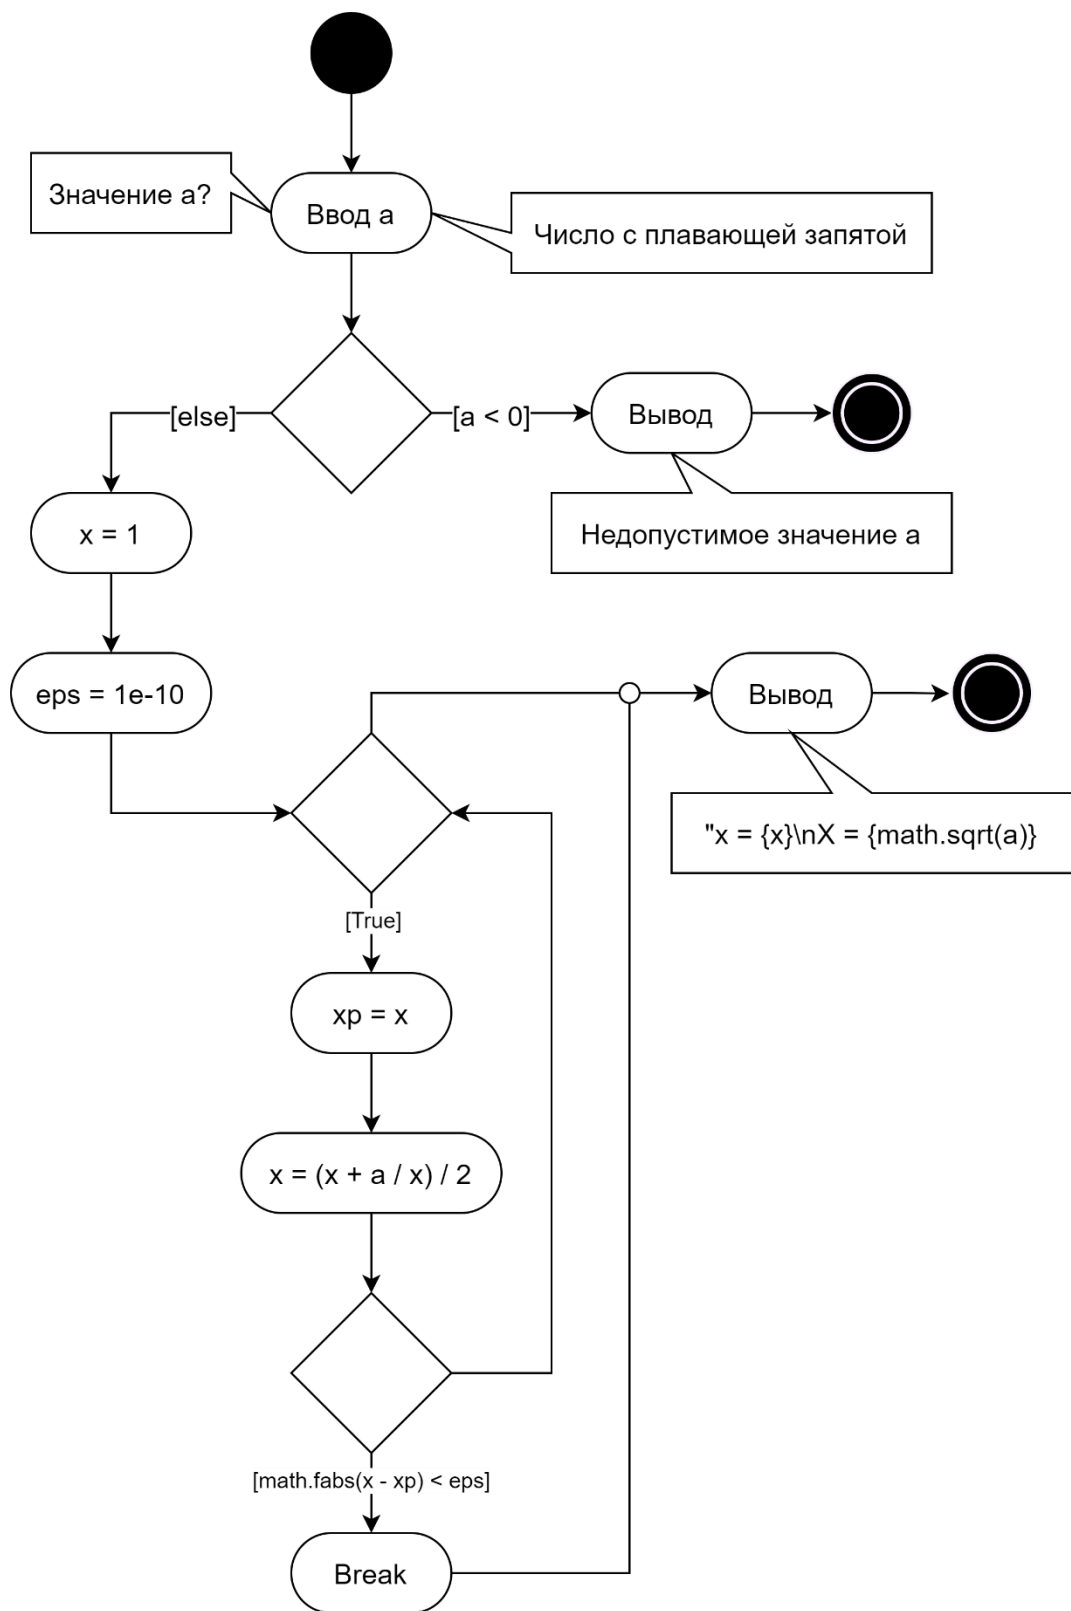 Значение а?
Ввод а
Число с плавающей запятой
[else]
[a < 0]
Вывод
Недопустимое значение а
x = 1
eps = 1e-10
Вывод
"x = {x}\nX = {math.sqrt(a)}
[True]
xp = x
x = (x + a / x) / 2
[math.fabs(x - xp) < eps]
Break